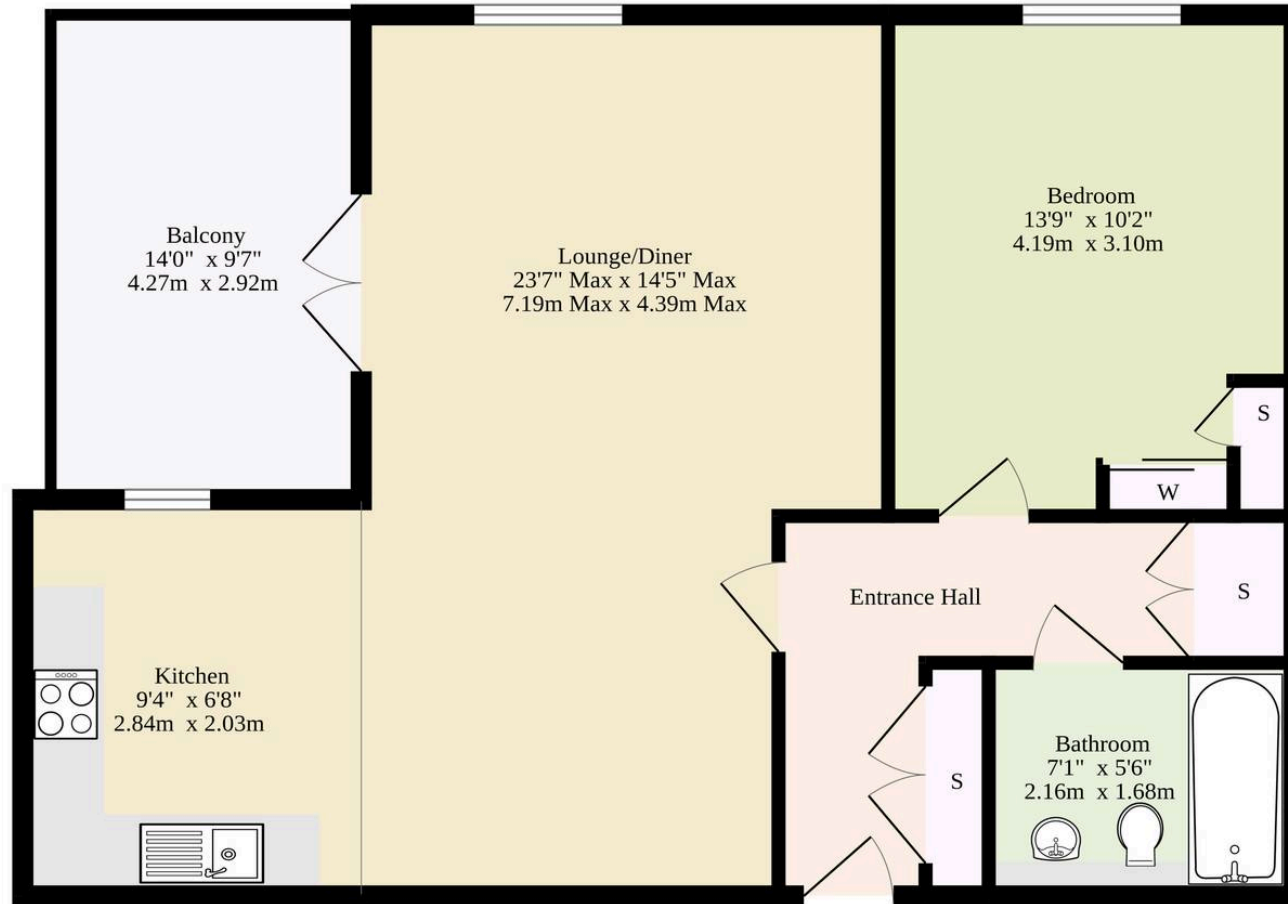 Balcony
14'0" x 9'7"
4.27m x 2.92m
Lounge/Diner
23'7" Max x 14'5" Max
7.19m Max x 4.39m Max
Bedroom
13'9" x 10'2"
4.19m x 3.10m
S
W
Entrance Hall
S
Kitchen
9'4" x 6'8"
2.84m x 2.03m
S
Bathroom
7'1" x 5'6"
2.16m x 1.68m